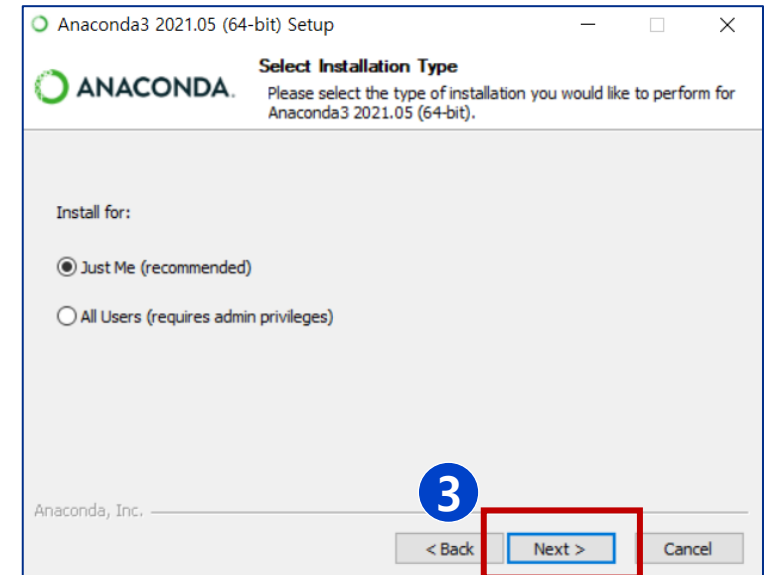 Anaconda3 2021.05 (64-bit) Setup
ANACONDA.
Select Installation Type
Please select the type of installation you would like to perform for
Anaconda3 2021.05 (64-bit).
Install for:
Just Me (recommended)
All Users (requires admin privileges)
3
Anaconda, Inc.
< Back Next > Cancel